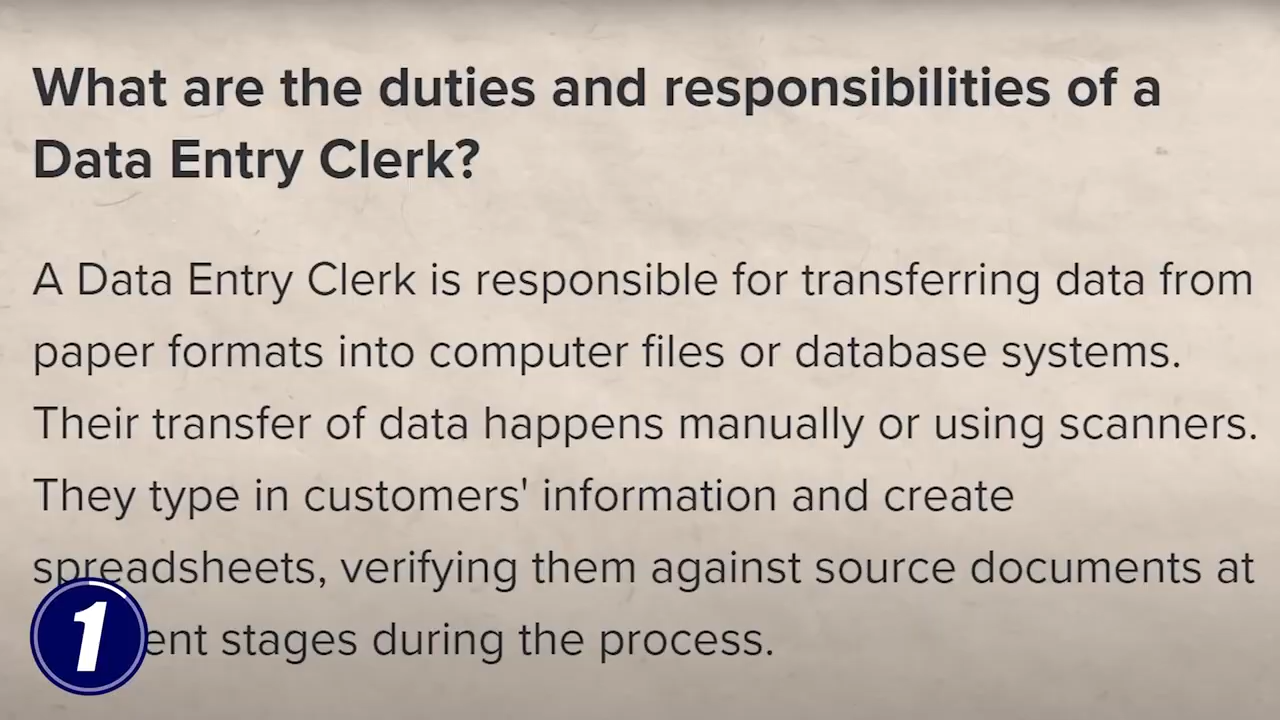 What are the duties and responsibilities of a
Data Entry Clerk?
A Data Entry Clerk is responsible for transferring data from
paper formats into computer files or database systems.
Their transfer of data happens manually or using scanners.
They type in customers' information and create
spreadsheets, verifying them against source documents at
stages during the process.
1